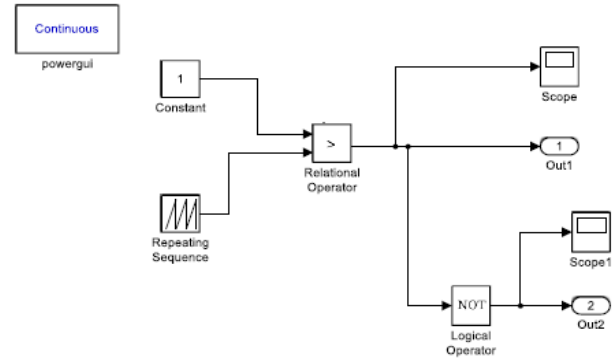 Continuous
powergui
1
Constant
>
Relational
Operator
Repeating
Sequence
Scope
1
Out1
Scope1
NOT
Logical
Operator
2
Out2